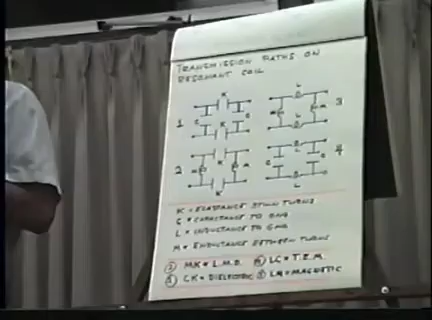 TRANSMISSION PATHS ON
RESONANT COIL
K
L
C
C
M
M
1
3
K
L
K
L
M
M
C
C
2
4
K
L
K = ELASTANCE BTWN TURNS
C = CAPACITANCE TO GND
L = INDUCTANCE TO GND
M = ENDUCTANCE BETWEEN TURNS
② MK = L.M.D. ④ LC = T.E.M.
① CK = DIELECTRIC ③ LM = MAGNETIC